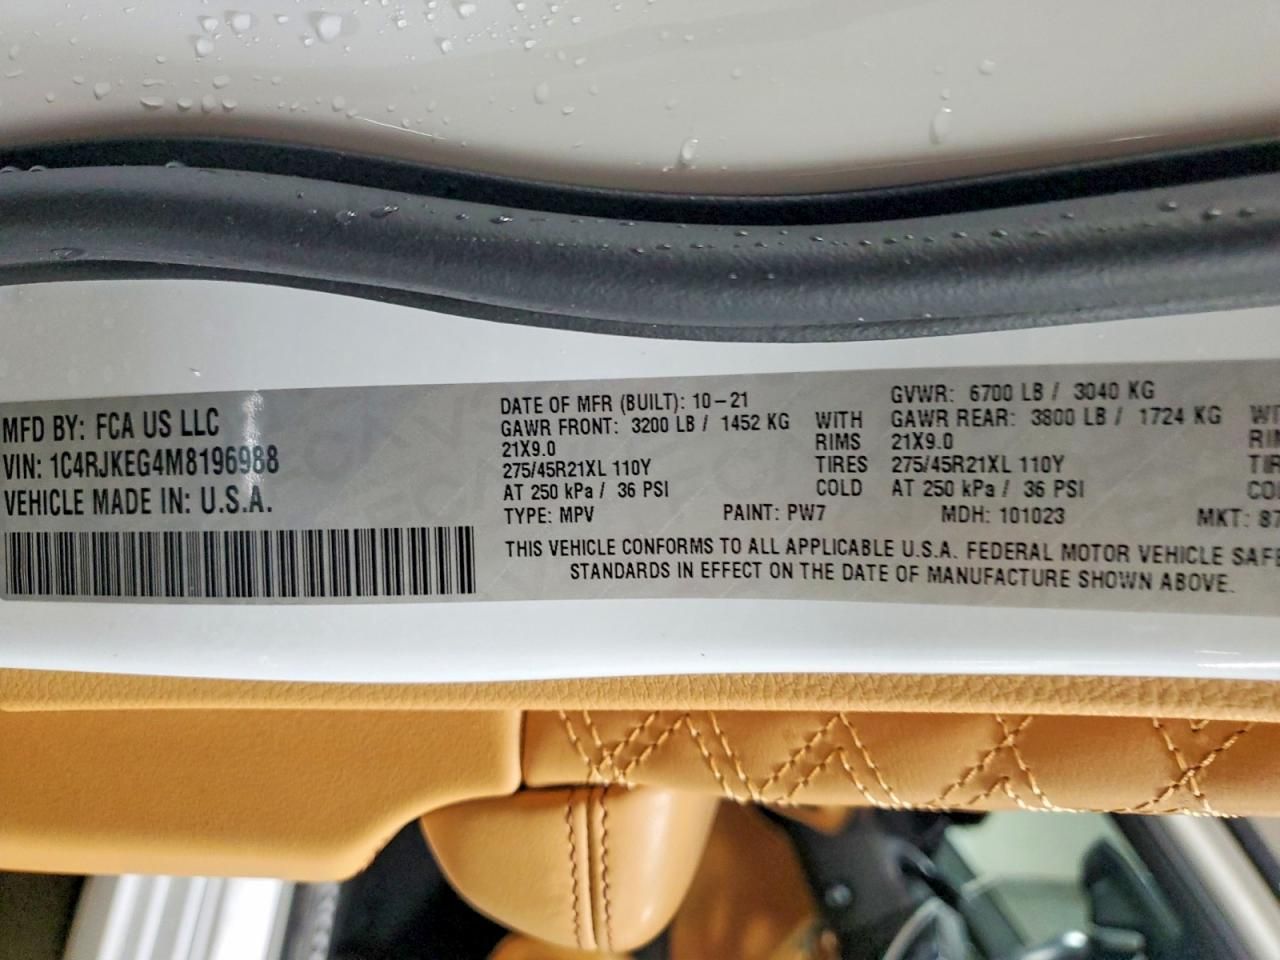 MFD BY: FCA US LLC
VIN: 1C4RJKEG4M8196988
VEHICLE MADE IN: U.S.A.
DATE OF MFR (BUILT): 10-21
GAWR FRONT: 3200 LB / 1452 KG WITH
21X9.0 RIMS
275/45R21XL 110Y TIRES
AT 250 kPa / 36 PSI COLD
GVWR: 6700 LB / 3040 KG
GAWR REAR: 3800 LB / 1724 KG
21X9.0
275/45R21XL 110Y
AT 250 kPa / 36 PSI
TYPE: MPV PAINT: PW7 MDH: 101023 MKT:
THIS VEHICLE CONFORMS TO ALL APPLICABLE U.S.A. FEDERAL MOTOR VEHICLE
STANDARDS IN EFFECT ON THE DATE OF MANUFACTURE SHOWN ABOVE.